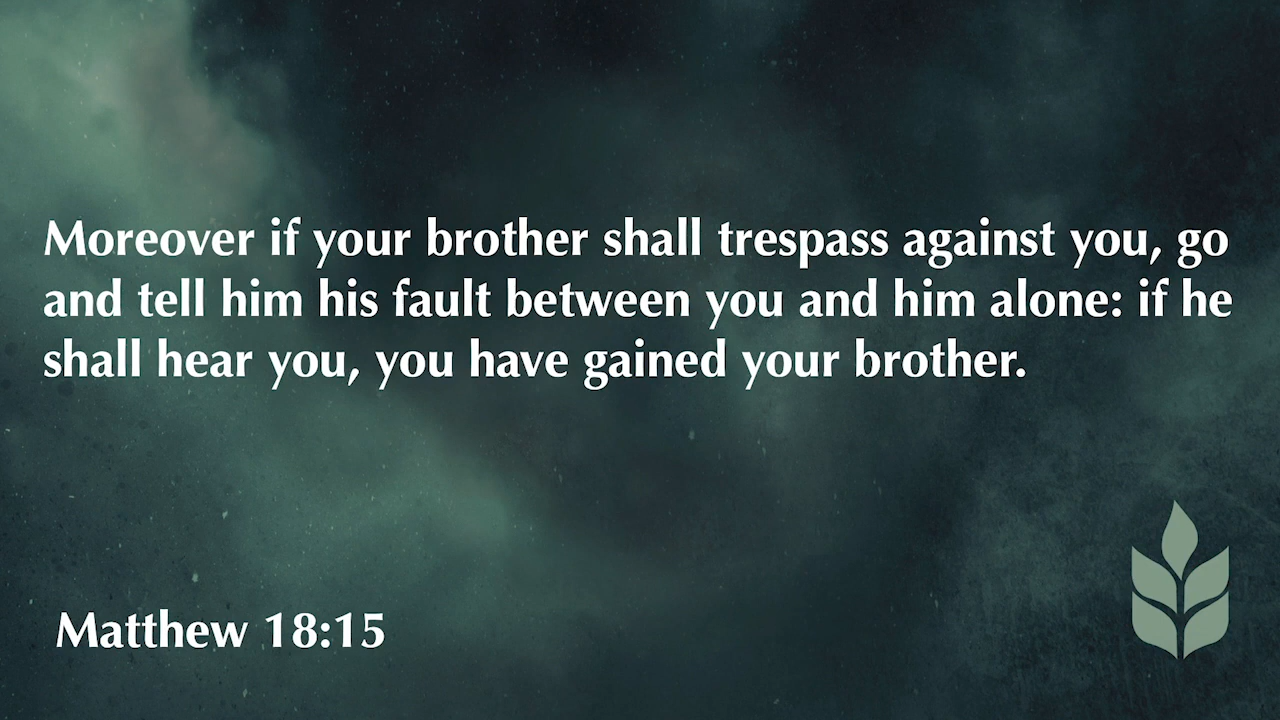 Moreover if your brother shall trespass against you, go
and tell him his fault between you and him alone: if he
shall hear you, you have gained your brother.
Matthew 18:15